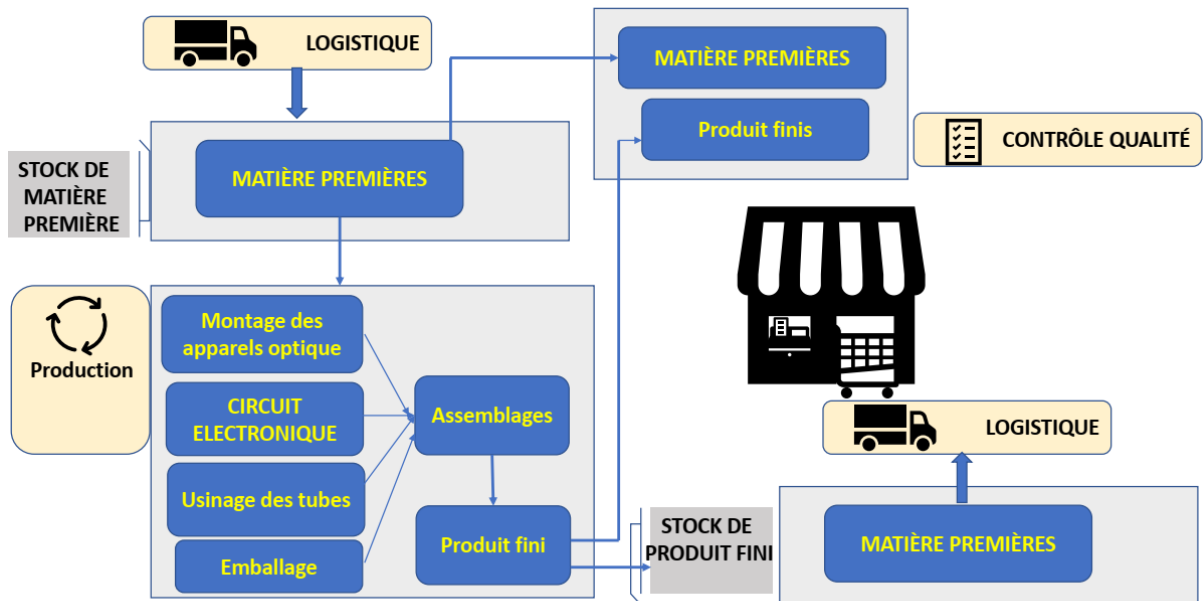 LOGISTIQUE
MATIÈRE PREMIÈRES
Produit finis
CONTRÔLE QUALITÉ
STOCK DE
MATIÈRE
PREMIÈRE
MATIÈRE PREMIÈRES
Production
Montage des
apparels optique
CIRCUIT
ELECTRONIQUE
Usinage des tubes
Emballage
Assemblages
Produit fini
STOCK DE
PRODUIT FINI
LOGISTIQUE
MATIÈRE PREMIÈRES